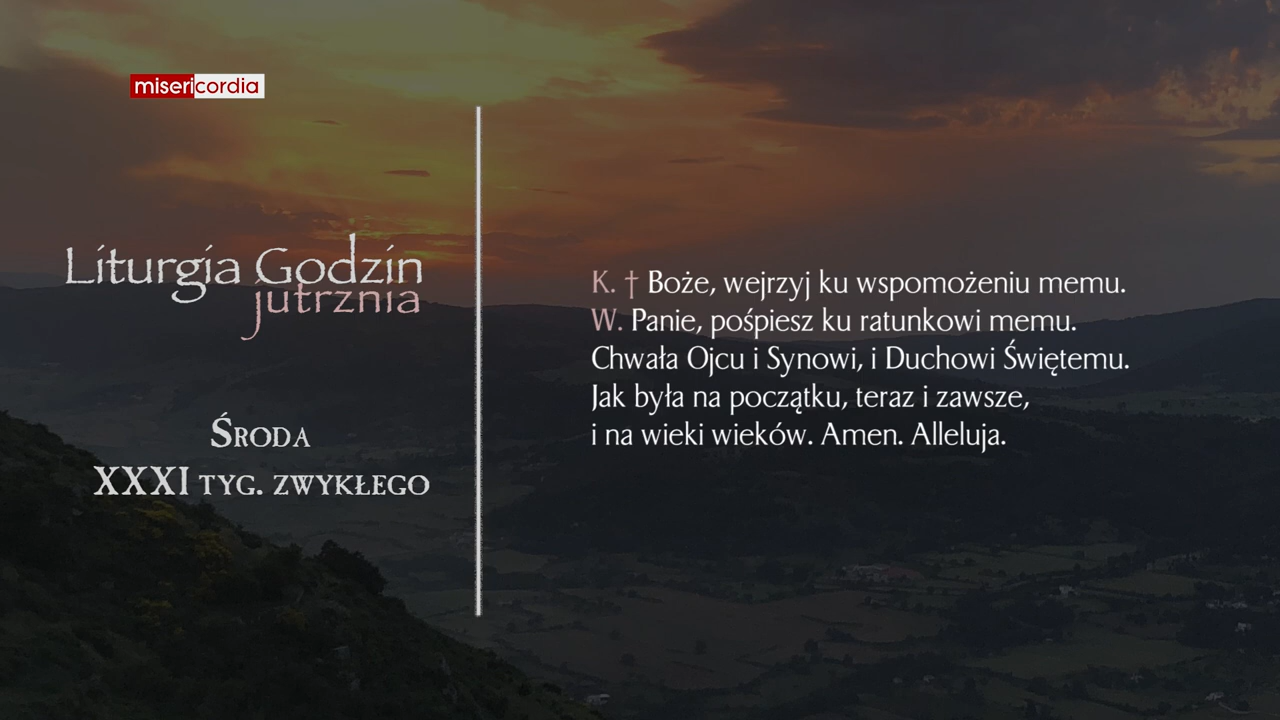 misericordia
Liturgia Godzin
jutrznia
Środa
XXXI tyg. zwykłego
K. † Boże, wejrzyj ku wspomożeniu memu.
W. Panie, pośpiesz ku ratunkowi memu.
Chwała Ojcu i Synowi, i Duchowi Świętemu.
Jak była na początku, teraz i zawsze,
i na wieki wieków. Amen. Alleluja.